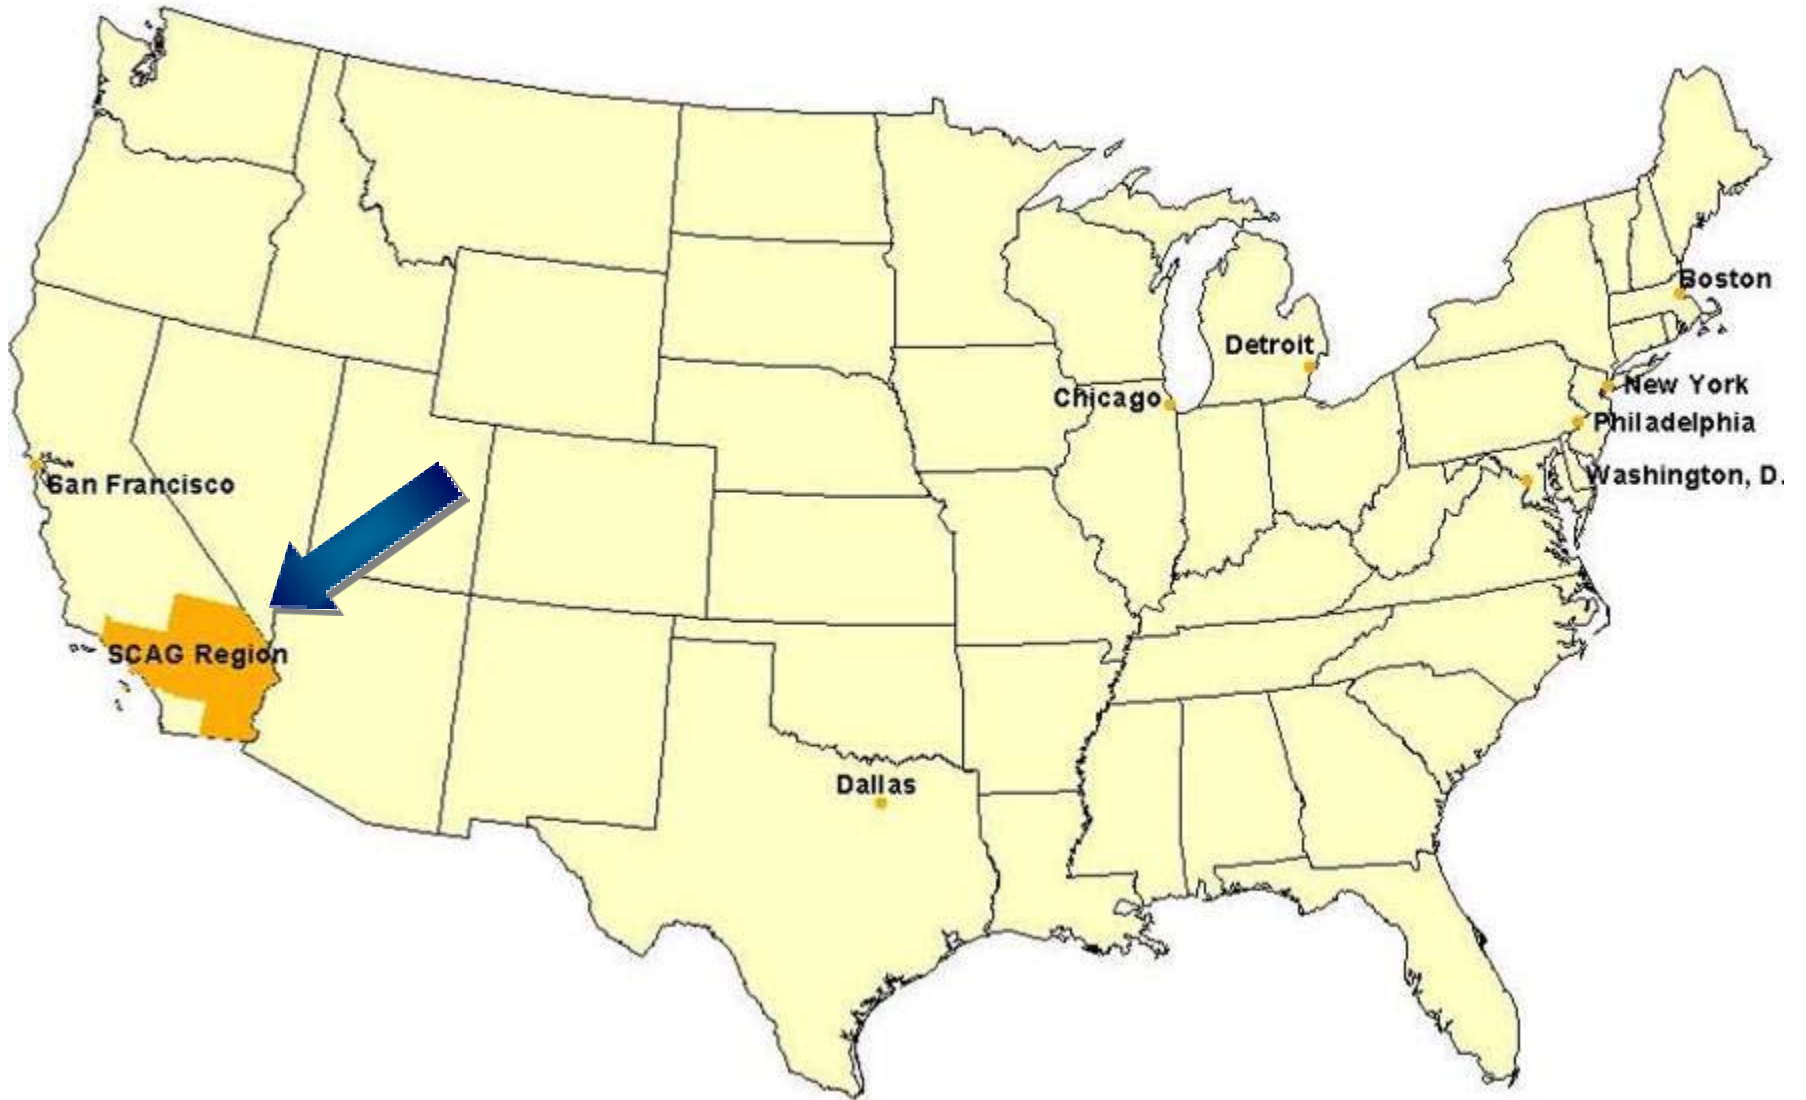 Boston
Detroit
New York
Chicago
Philadelphia
Washington, D.
San Francisco
SCAG Region
Dallas